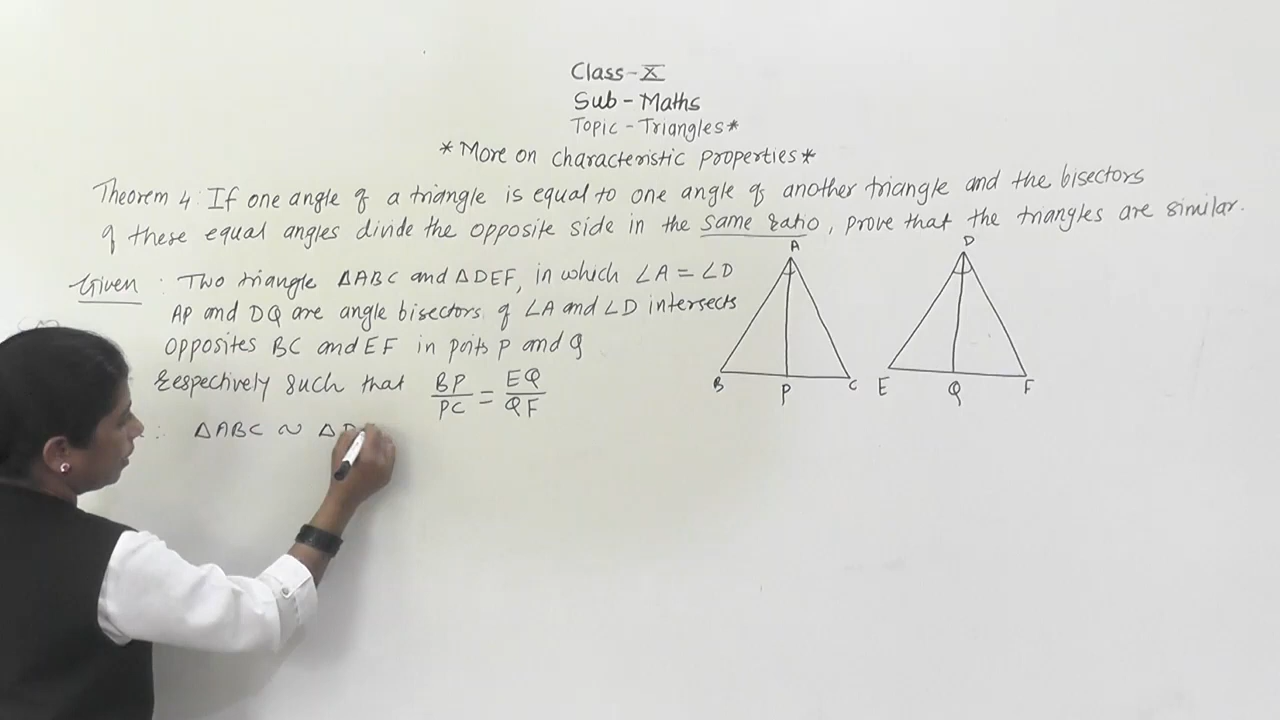 Class - X
Sub - Maths
Topic - Triangles*
*More on characteristic properties*
Theorem 4: If one angle of a triangle is equal to one angle of another triangle and the bisectors
of these equal angles divide the opposite side in the same ratio, prove that the triangles are similar.
Given : Two triangle ΔABC and ΔDEF, in which ∠A = ∠D
AP and DQ are angle bisectors of ∠A and ∠D intersects
opposites BC and EF in poits P and Q
respectively such that BP/PC = EQ/QF
: ΔABC ~ ΔD
A
B
P
C
D
E
Q
F